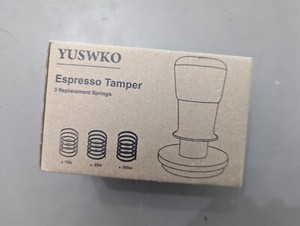 YUSWKO
Espresso Tamper
3 Replacement Springs